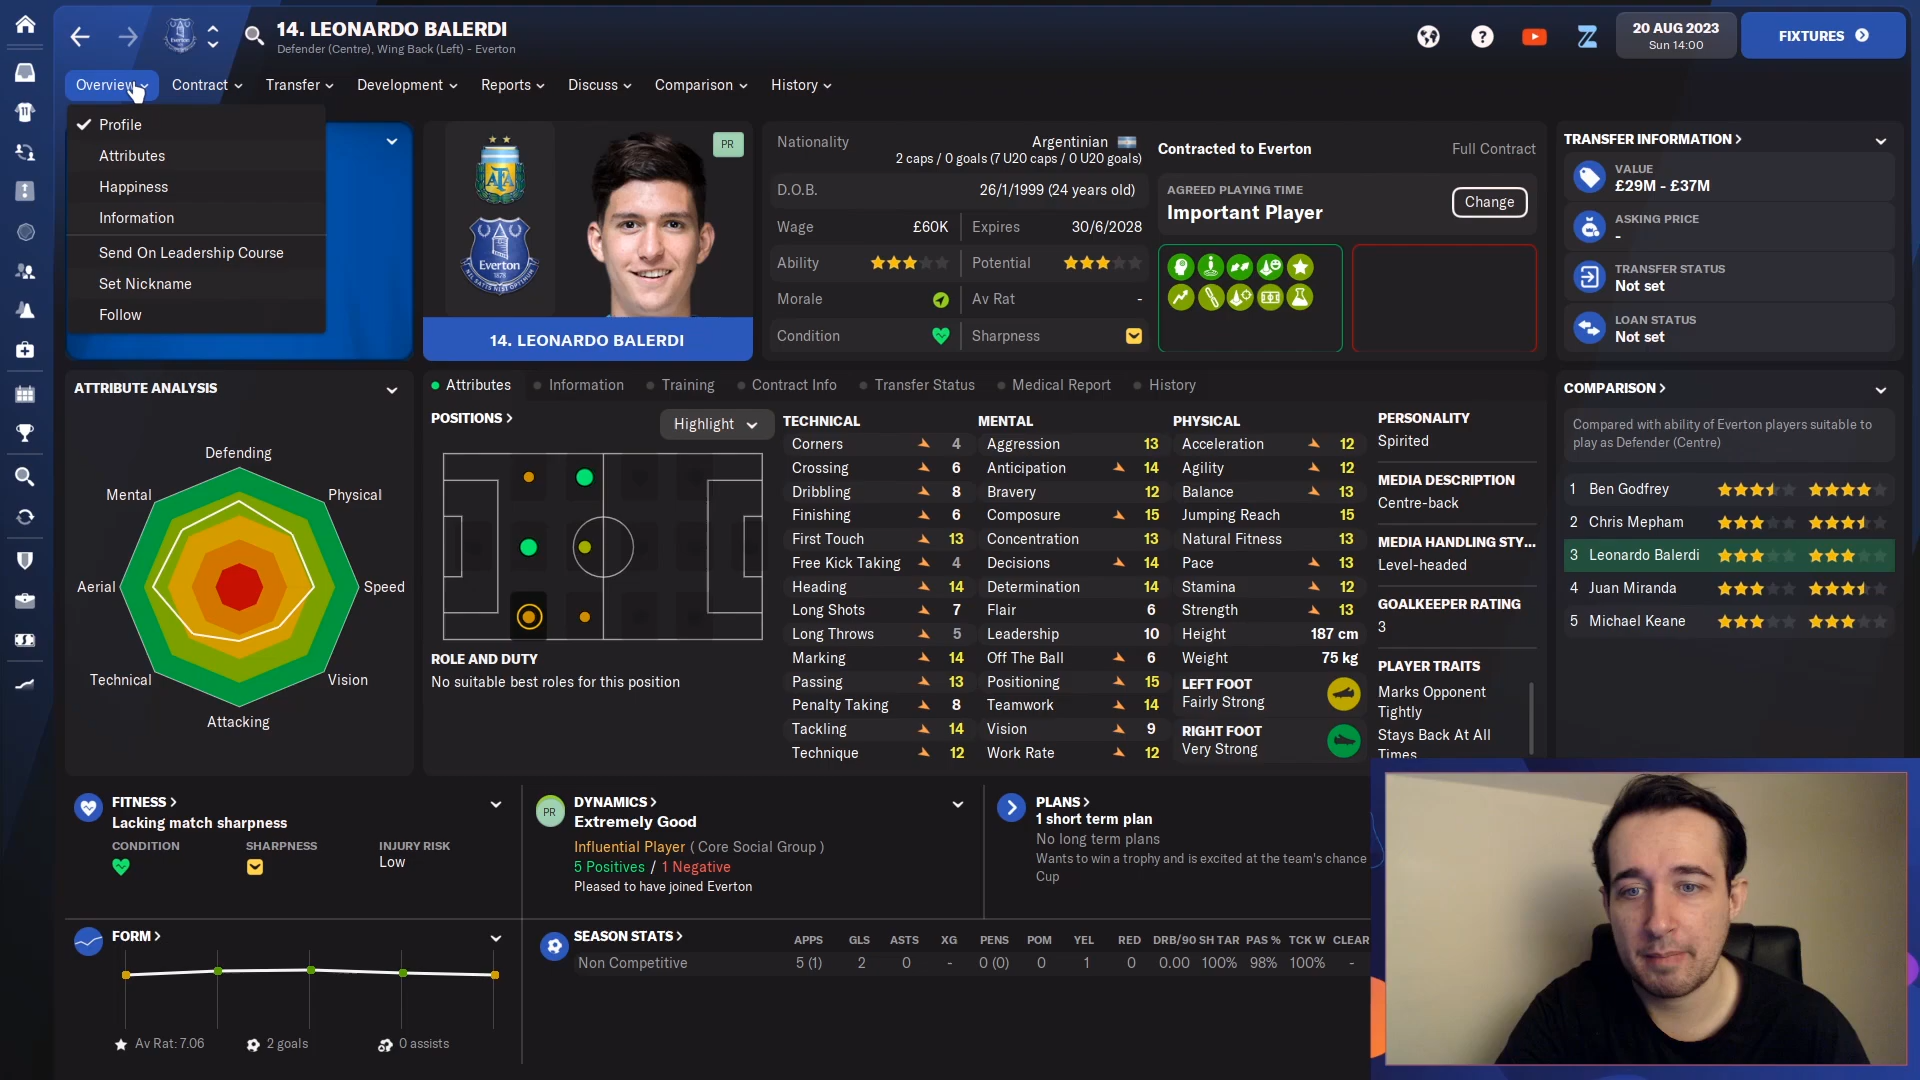 14. LEONARDO BALERDI
Defender (Centre), Wing Back (Left) - Everton
20 AUG 2023
Sun 14:00
FIXTURES
Overview
Contract
Transfer
Development
Reports
Discuss
Comparison
History
Profile
Attributes
Happiness
Information
Send On Leadership Course
Set Nickname
Follow
AFA
Everton
1878
PR
14. LEONARDO BALERDI
Nationality Argentinian
2 caps / 0 goals (7 U20 caps / 0 U20 goals)
D.O.B. 26/1/1999 (24 years old)
Wage £60K Expires 30/6/2028
Ability Potential
Morale Av Rat -
Condition Sharpness
Contracted to Everton Full Contract
AGREED PLAYING TIME
Important Player
Change
TRANSFER INFORMATION >
VALUE
£29M - £37M
ASKING PRICE
-
TRANSFER STATUS
Not set
LOAN STATUS
Not set
ATTRIBUTE ANALYSIS
Defending
Mental Physical
Aerial Speed
Technical Vision
Attacking
Attributes Information Training Contract Info Transfer Status Medical Report History
POSITIONS >
Highlight
ROLE AND DUTY
No suitable best roles for this position
TECHNICAL
Corners 4
Crossing 6
Dribbling 8
Finishing 6
First Touch 13
Free Kick Taking 4
Heading 14
Long Shots 7
Long Throws 5
Marking 14
Passing 13
Penalty Taking 8
Tackling 14
Technique 12
MENTAL
Aggression 13
Anticipation 14
Bravery 12
Composure 15
Concentration 13
Decisions 14
Determination 14
Flair 6
Leadership 10
Off The Ball 6
Positioning 15
Teamwork 14
Vision 9
Work Rate 12
PHYSICAL
Acceleration 12
Agility 12
Balance 13
Jumping Reach 15
Natural Fitness 13
Pace 13
Stamina 12
Strength 13
Height 187 cm
Weight 75 kg
LEFT FOOT
Fairly Strong
RIGHT FOOT
Very Strong
PERSONALITY
Spirited
MEDIA DESCRIPTION
Centre-back
MEDIA HANDLING STY...
Level-headed
GOALKEEPER RATING
3
PLAYER TRAITS
Marks Opponent
Tightly
Stays Back At All
Times
COMPARISON >
Compared with ability of Everton players suitable to
play as Defender (Centre)
1 Ben Godfrey
2 Chris Mepham
3 Leonardo Balerdi
4 Juan Miranda
5 Michael Keane
FITNESS >
Lacking match sharpness
CONDITION SHARPNESS INJURY RISK
Low
PR
DYNAMICS >
Extremely Good
Influential Player ( Core Social Group )
5 Positives / 1 Negative
Pleased to have joined Everton
PLANS >
1 short term plan
No long term plans
Wants to win a trophy and is excited at the team's chance
Cup
FORM >
Av Rat: 7.06 2 goals 0 assists
SEASON STATS > APPS GLS ASTS XG PENS POM YEL RED DRB/90 SH TAR PAS % TCK W CLEAR
Non Competitive 5 (1) 2 0 - 0 (0) 0 1 0 0.00 100% 98% 100% -